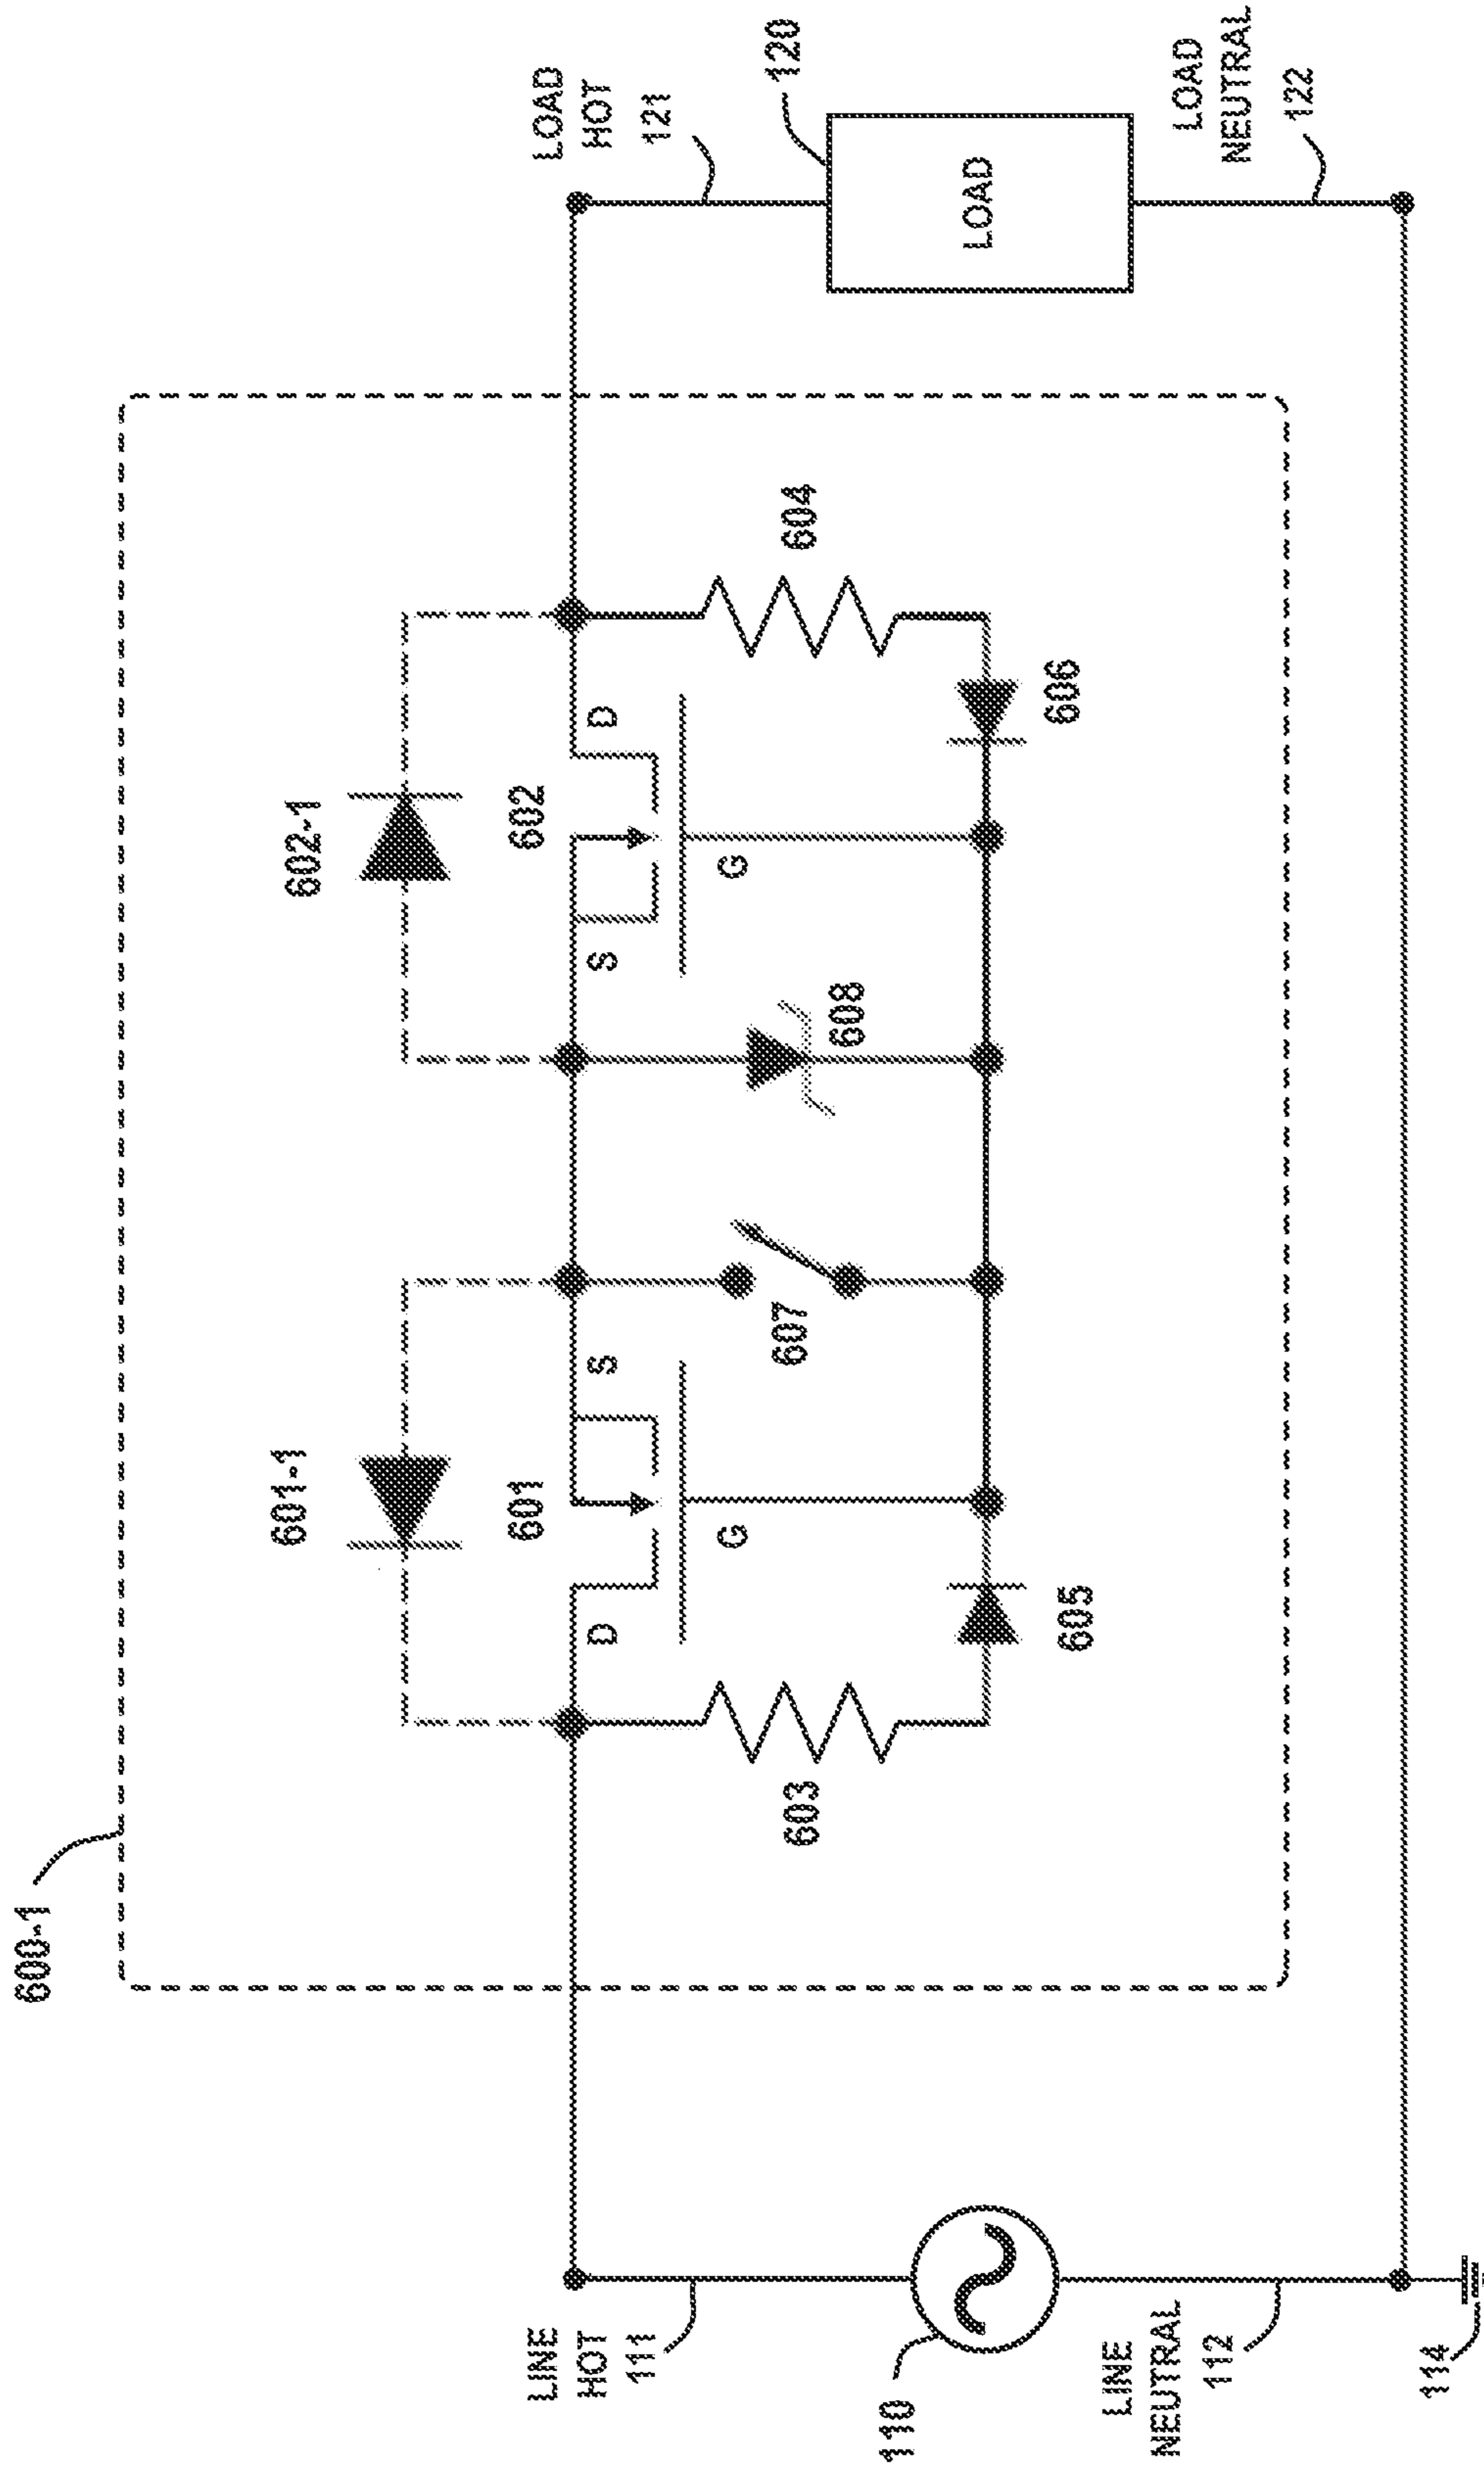 600-1
601-1
602-1
LINE
HOT
111
601
602
LOAD
HOT
121
D
S
S
D
G
G
603
607
608
604
120
LOAD
110
605
606
LINE
NEUTRAL
112
LOAD
NEUTRAL
122
114